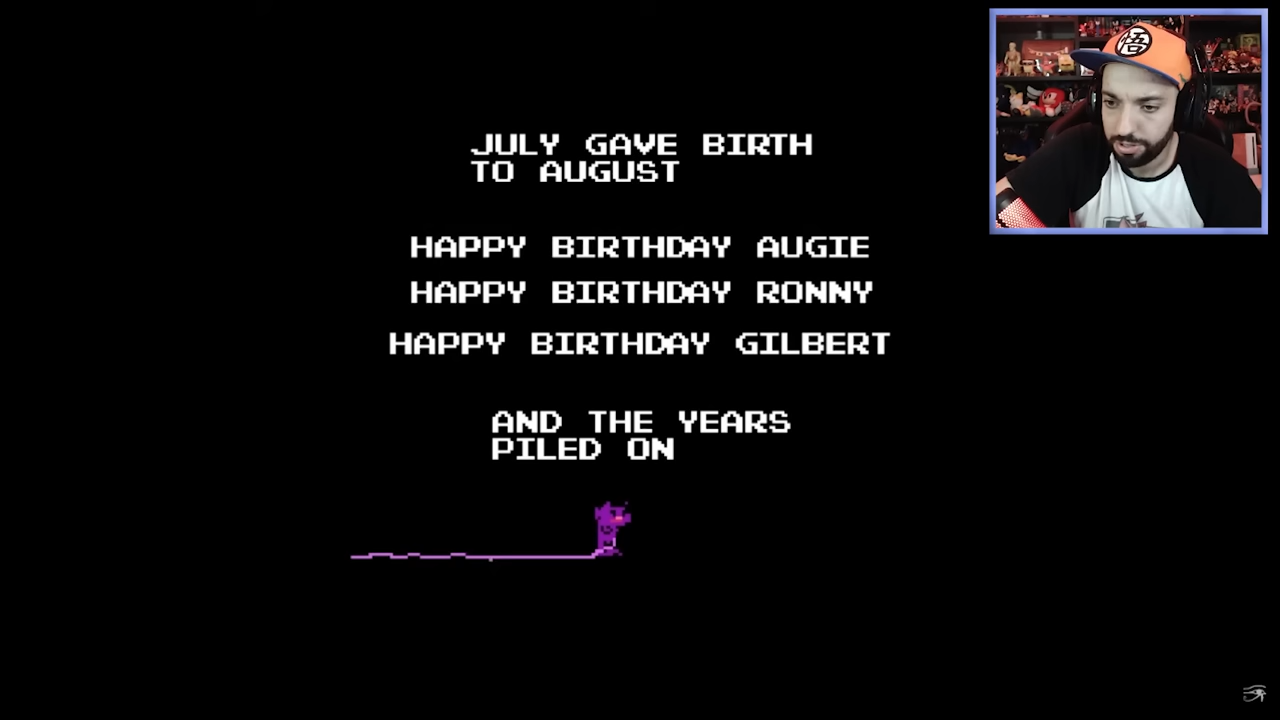 JULY GAVE BIRTH
TO AUGUST
HAPPY BIRTHDAY AUGIE
HAPPY BIRTHDAY RONNY
HAPPY BIRTHDAY GILBERT
AND THE YEARS
PILED ON
悟